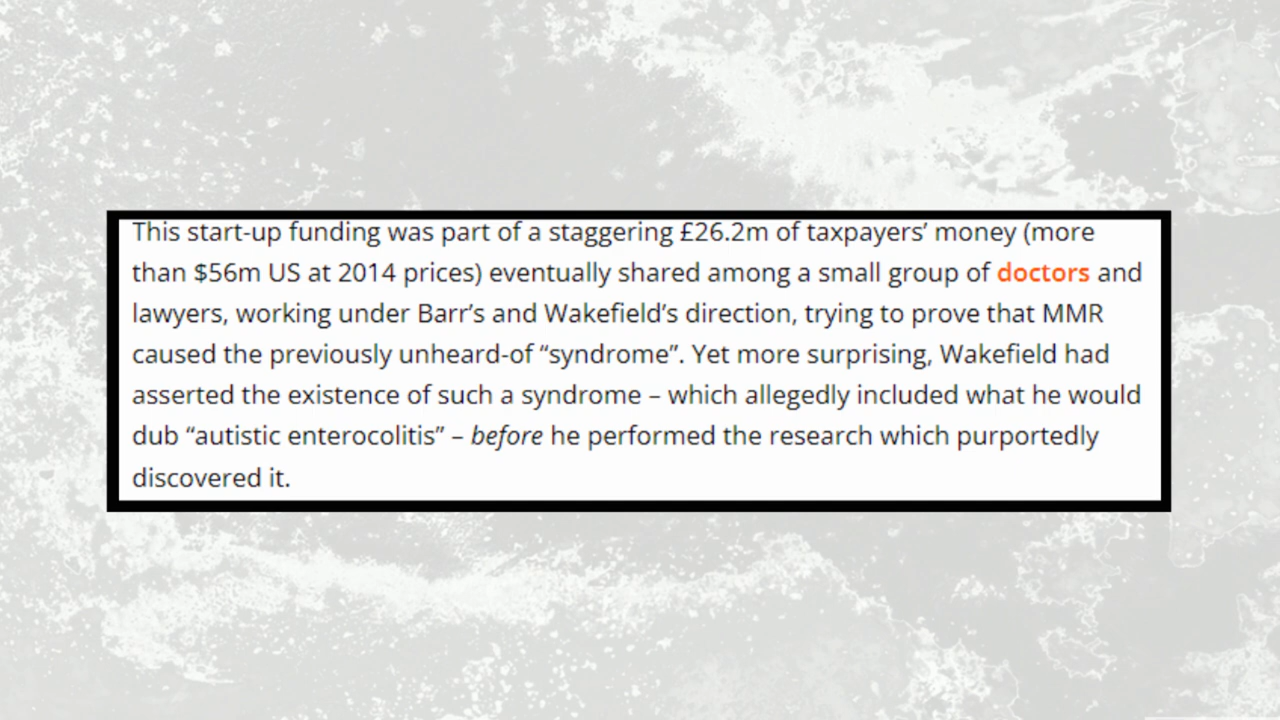 This start-up funding was part of a staggering £26.2m of taxpayers’ money (more
than $56m US at 2014 prices) eventually shared among a small group of doctors and
lawyers, working under Barr’s and Wakefield’s direction, trying to prove that MMR
caused the previously unheard-of “syndrome”. Yet more surprising, Wakefield had
asserted the existence of such a syndrome – which allegedly included what he would
dub “autistic enterocolitis” – before he performed the research which purportedly
discovered it.